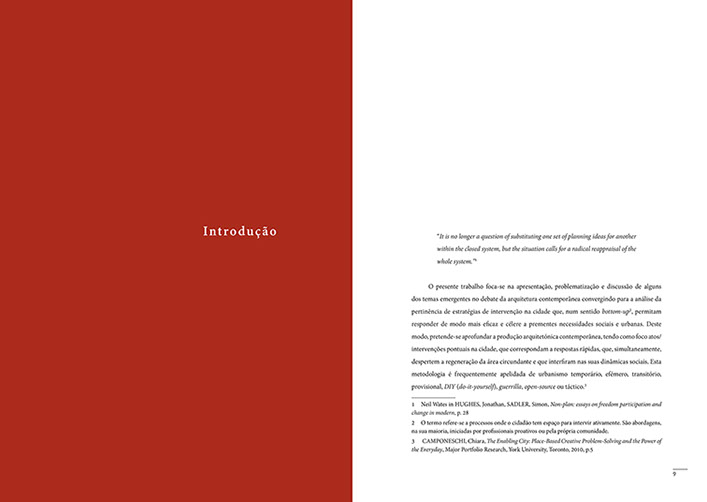 Introdução
"It is no longer a question of substituting one set of planning ideas for another
within the closed system, but the situation calls for a radical reappraisal of the
whole system."¹
O presente trabalho foca-se na apresentação, problematização e discussão de alguns
dos temas emergentes no debate da arquitetura contemporânea convergindo para a análise da
pertinência de estratégias de intervenção na cidade que, num sentido bottom-up², permitam
responder de modo mais eficaz e célere a prementes necessidades sociais e urbanas. Deste
modo, pretende-se aprofundar a produção arquitetónica contemporânea, tendo como foco atos/
intervenções pontuais na cidade, que correspondam a respostas rápidas, que, simultaneamente,
despertem a regeneração da área circundante e que interfiram nas suas dinâmicas sociais. Esta
metodologia é frequentemente apelidada de urbanismo temporário, efémero, transitório,
provisional, DIY (do-it-yourself), guerrilla, open-source ou táctico.³
1 Neil Wates in HUGHES, Jonathan, SADLER, Simon, Non-plan: essays on freedom participation and
change in modern, p. 28
2 O termo refere-se a processos onde o cidadão tem espaço para intervir ativamente. São abordagens,
na sua maioria, iniciadas por profissionais proativos ou pela própria comunidade.
3 CAMPONESCHI, Chiara, The Enabling City: Place-Based Creative Problem-Solving and the Power of
the Everyday, Major Portfolio Research, York University, Toronto, 2010, p.5
9